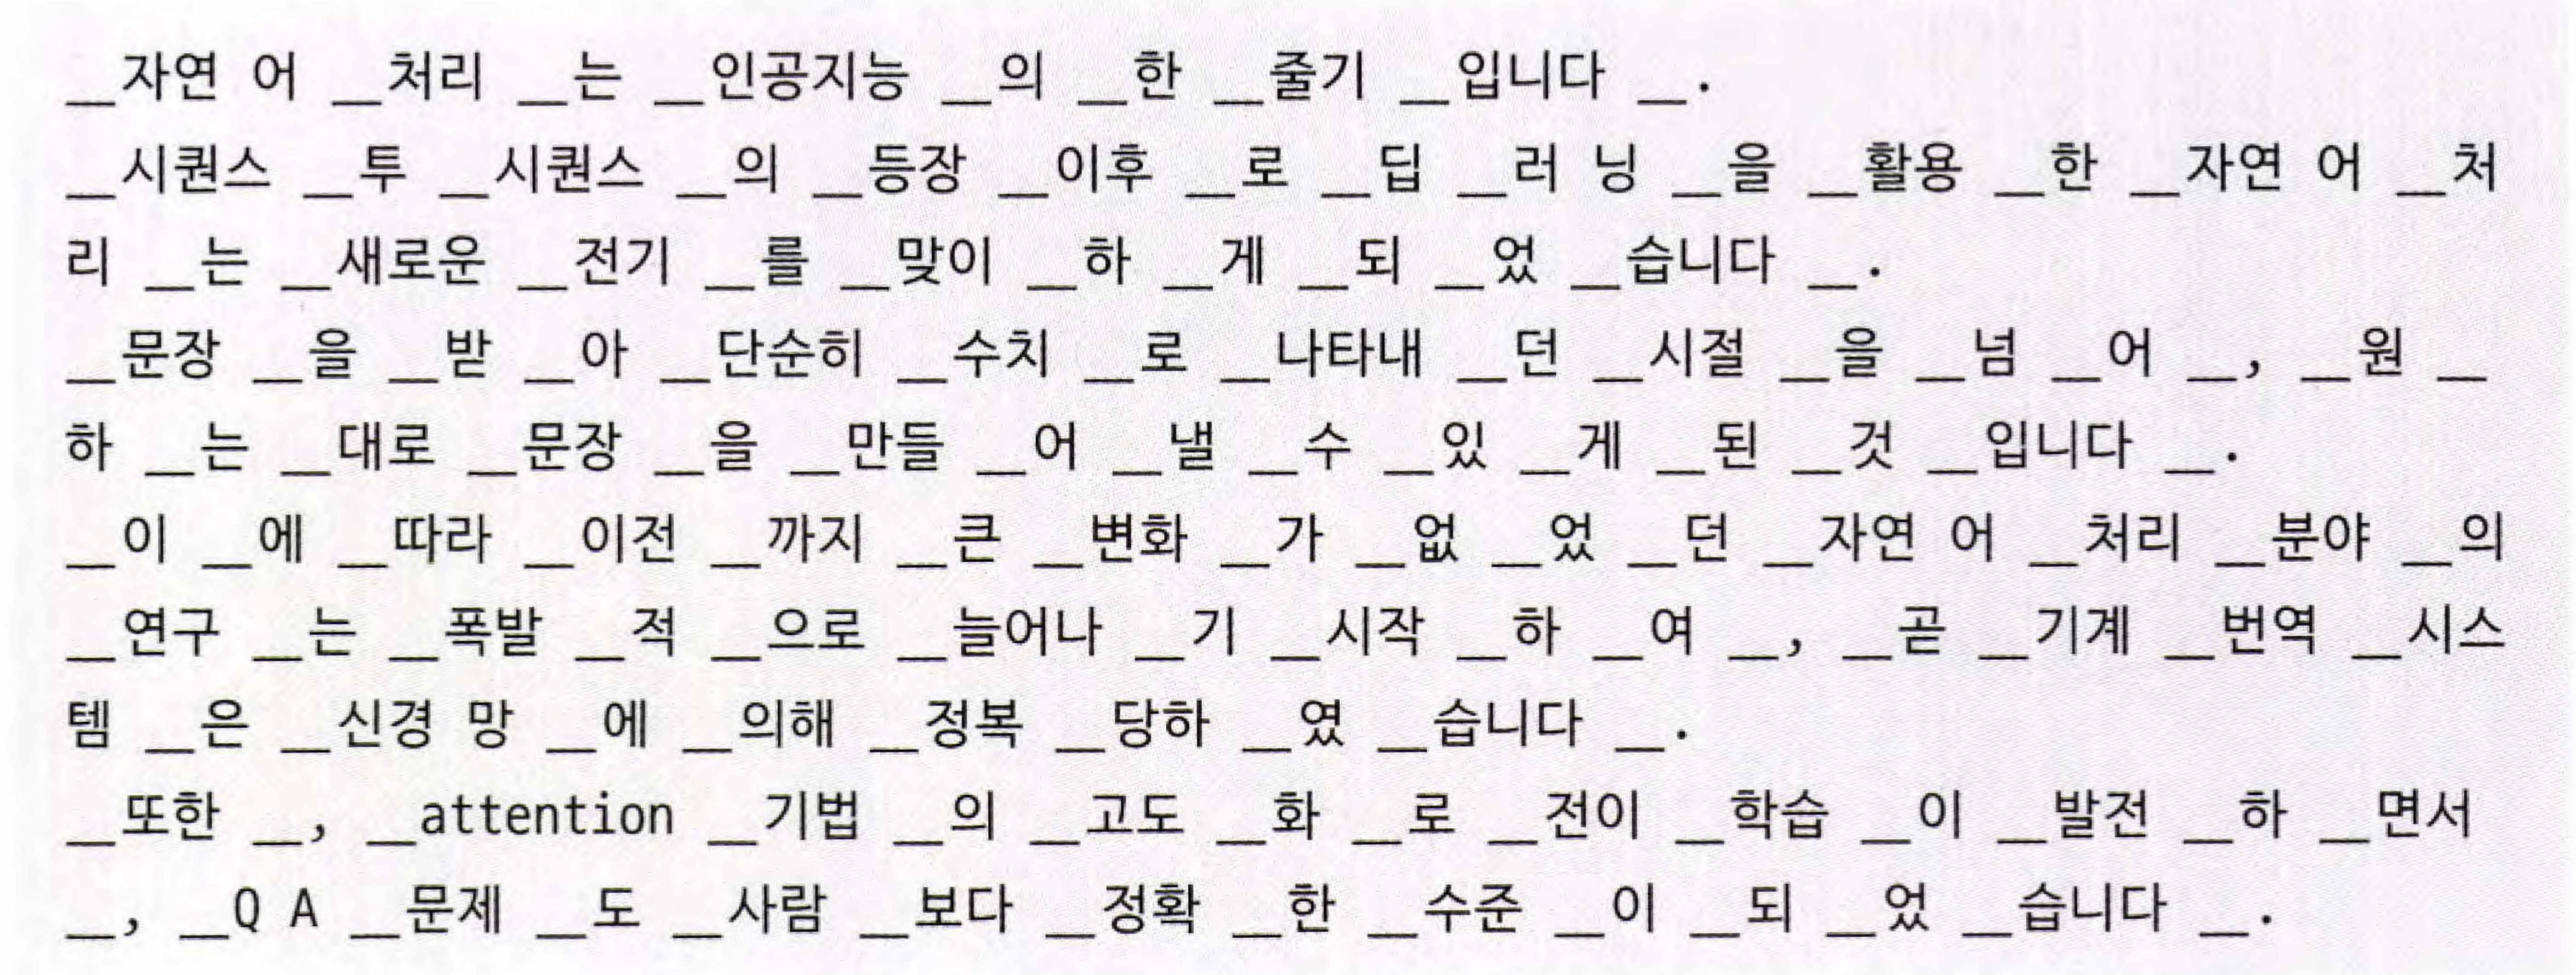 _자연 어 _처리 _는 _인공지능 _의 _한 _줄기 _입니다 _.
_시퀀스 _투 _시퀀스 _의 _등장 _이후 _로 _딥 _러 닝 _을 _활용 _한 _자연 어 _처
리 _는 _새로운 _전기 _를 _맞이 _하 _게 _되 _었 _습니다 _.
_문장 _을 _받 _아 _단순히 _수치 _로 _나타내 _던 _시절 _을 _넘 _어 _, _원 _
하 _는 _대로 _문장 _을 _만들 _어 _낼 _수 _있 _게 _된 _것 _입니다 _.
_이 _에 _따라 _이전 _까지 _큰 _변화 _가 _없 _었 _던 _자연 어 _처리 _분야 _의
_연구 _는 _폭발 _적 _으로 _늘어나 _기 _시작 _하 _여 _, _곧 _기계 _번역 _시스
템 _은 _신경 망 _에 _의해 _정복 _당하 _였 _습니다 _.
_또한 _, _attention _기법 _의 _고도 _화 _로 _전이 _학습 _이 _발전 _하 _면서
_, _Q A _문제 _도 _사람 _보다 _정확 _한 _수준 _이 _되 _었 _습니다 _.